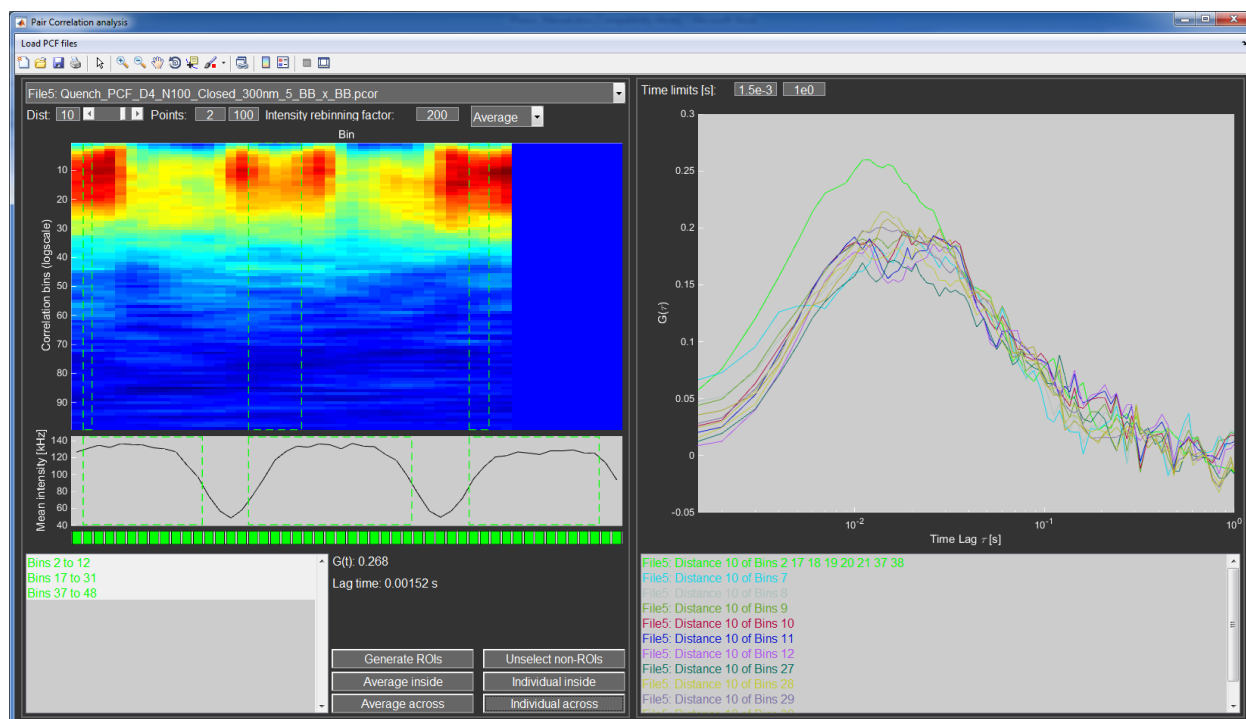 Pair Correlation analysis
Load PCF files
File5: Quench_PCF_D4_N100_Closed_300nm_5_BB_x_BB.pcor
Dist: 10 Points: 2 100 Intensity rebinning factor: 200 Average
Bin
Correlation bins (logscale)
10
20
30
40
50
60
70
80
90
Mean intensity [kHz]
140
120
100
80
60
40
Bins 2 to 12
Bins 17 to 31
Bins 37 to 48
G(t): 0.268
Lag time: 0.00152 s
Generate ROIs Unselect non-ROIs
Average inside Individual inside
Average across Individual across
Time limits [s]: 1.5e-3 1e0
G(τ)
0.3
0.25
0.2
0.15
0.1
0.05
0
-0.05
10-2 10-1 100
Time Lag τ [s]
File5: Distance 10 of Bins 2 17 18 19 20 21 37 38
File5: Distance 10 of Bins 7
File5: Distance 10 of Bins 8
File5: Distance 10 of Bins 9
File5: Distance 10 of Bins 10
File5: Distance 10 of Bins 11
File5: Distance 10 of Bins 12
File5: Distance 10 of Bins 27
File5: Distance 10 of Bins 28
File5: Distance 10 of Bins 29